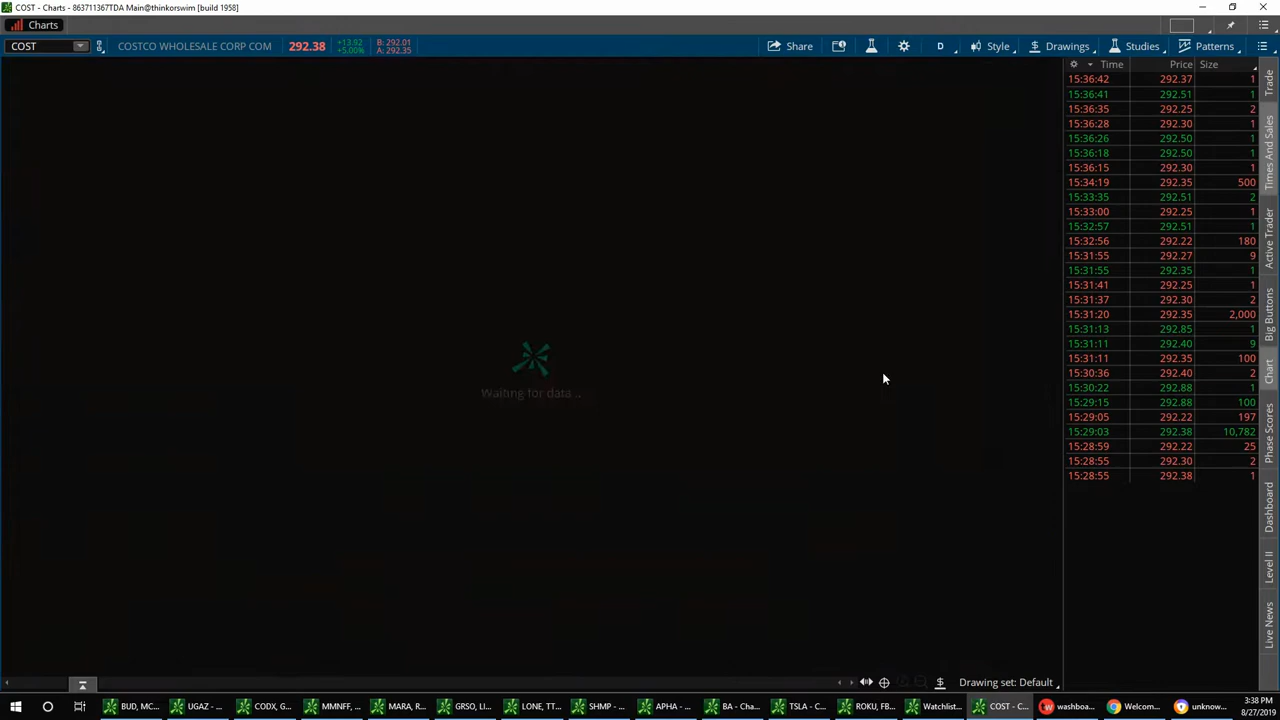 COST - Charts - 863711367TDA Main@thinkorswim [build 1958]
Charts
COST COSTCO WHOLESALE CORP COM 292.38 +13.92 +5.00% B: 292.01 A: 292.35 Share D Style Drawings Studies Patterns
Time Price Size
15:36:42 292.37 1
15:36:41 292.51 1
15:36:35 292.25 2
15:36:28 292.30 1
15:36:26 292.50 1
15:36:18 292.50 1
15:36:15 292.30 1
15:34:19 292.35 500
15:33:35 292.51 2
15:33:00 292.25 1
15:32:57 292.51 1
15:32:56 292.22 180
15:31:55 292.27 9
15:31:55 292.35 1
15:31:41 292.25 1
15:31:37 292.30 2
15:31:20 292.35 2,000
15:31:13 292.85 1
15:31:11 292.40 9
15:31:11 292.35 100
15:30:36 292.40 2
15:30:22 292.88 1
15:29:15 292.88 100
15:29:05 292.22 197
15:29:03 292.38 10,782
15:28:59 292.22 25
15:28:55 292.30 2
15:28:55 292.38 1
Waiting for data ...
Trade
Times And Sales
Active Trader
Big Buttons
Chart
Phase Scores
Dashboard
Level II
Live News
Drawing set: Default
BUD, MC... UGAZ - ... CODX, G... MMNFF, ... MARA, R... GRSO, LI... LONE, TT... SHMP - ... APHA - ... BA - Cha... TSLA - C... ROKU, FB... Watchlist... COST - C... washboa... Welcom... unknow...
3:38 PM
8/27/2019